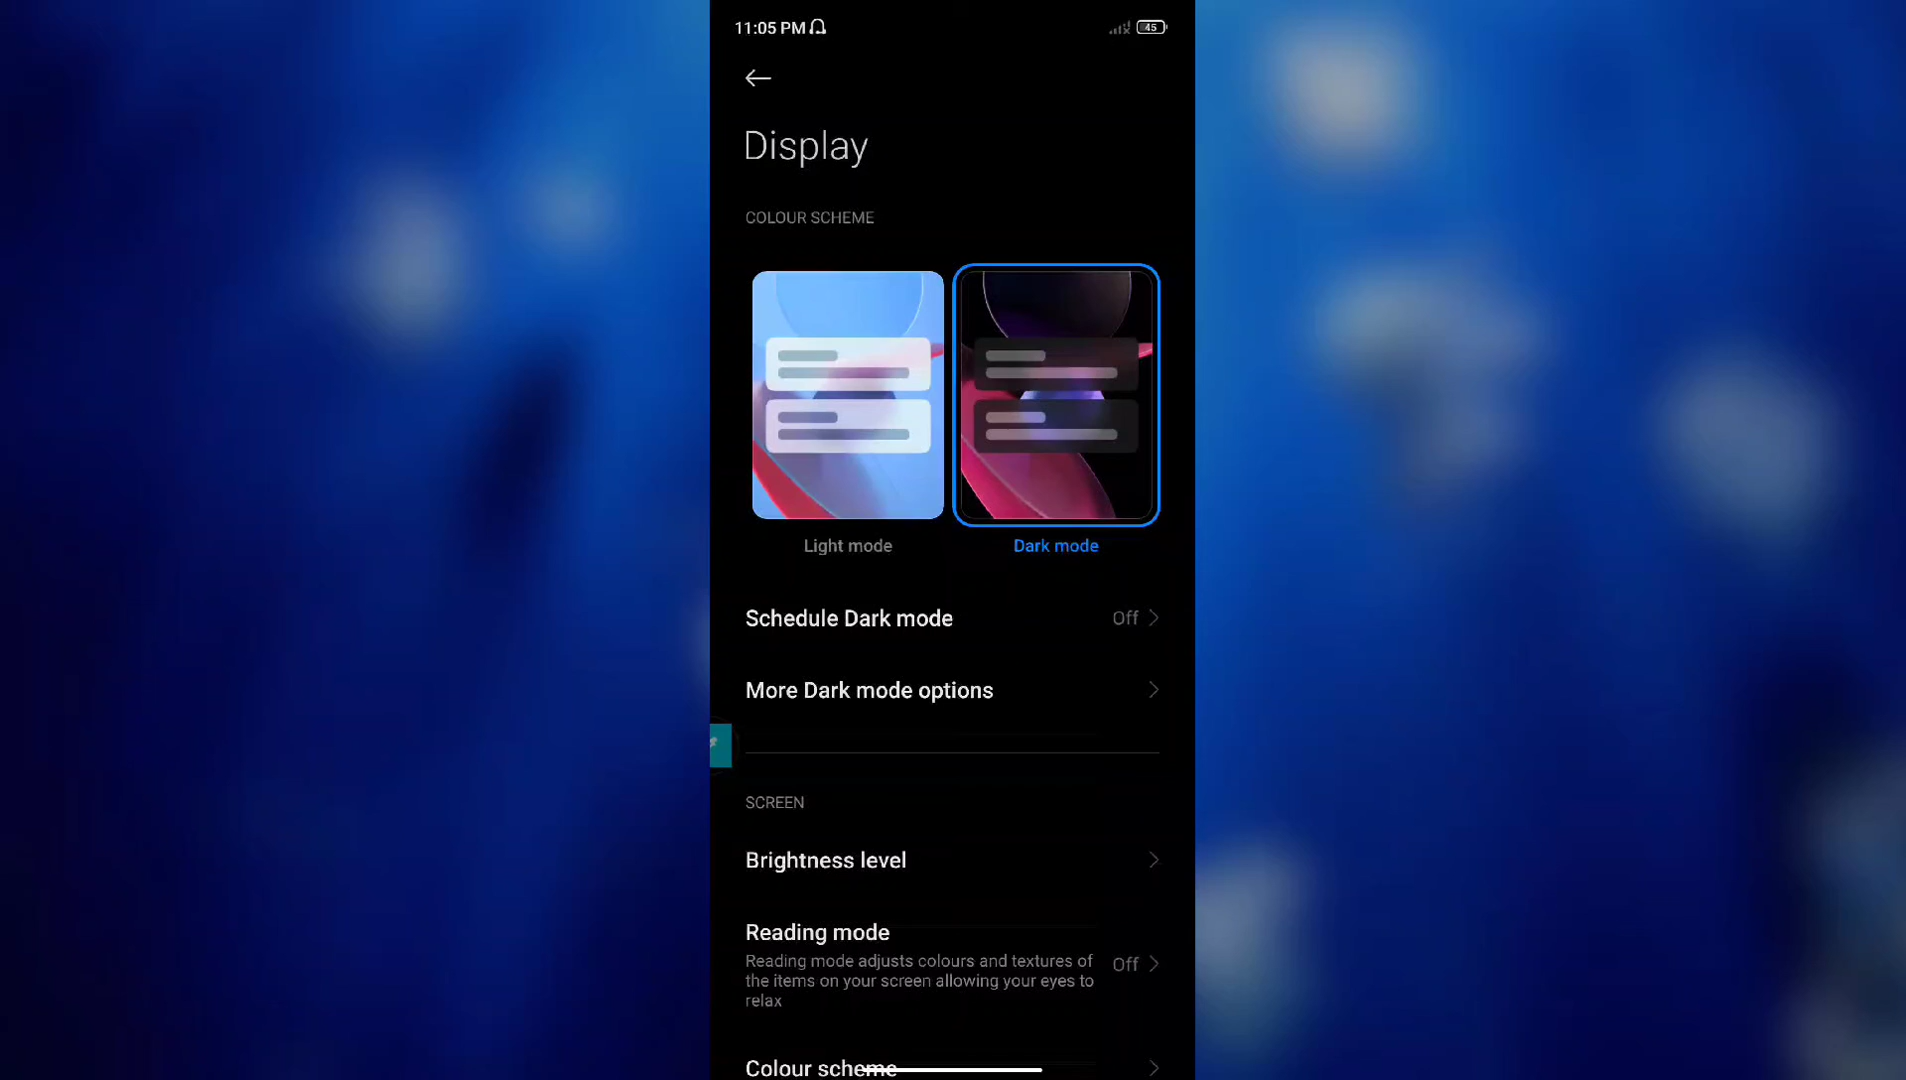 11:05 PM
45
Display
COLOUR SCHEME
Light mode
Dark mode
Schedule Dark mode
Off
More Dark mode options
SCREEN
Brightness level
Reading mode
Reading mode adjusts colours and textures of
the items on your screen allowing your eyes to
relax
Off
Colour scheme